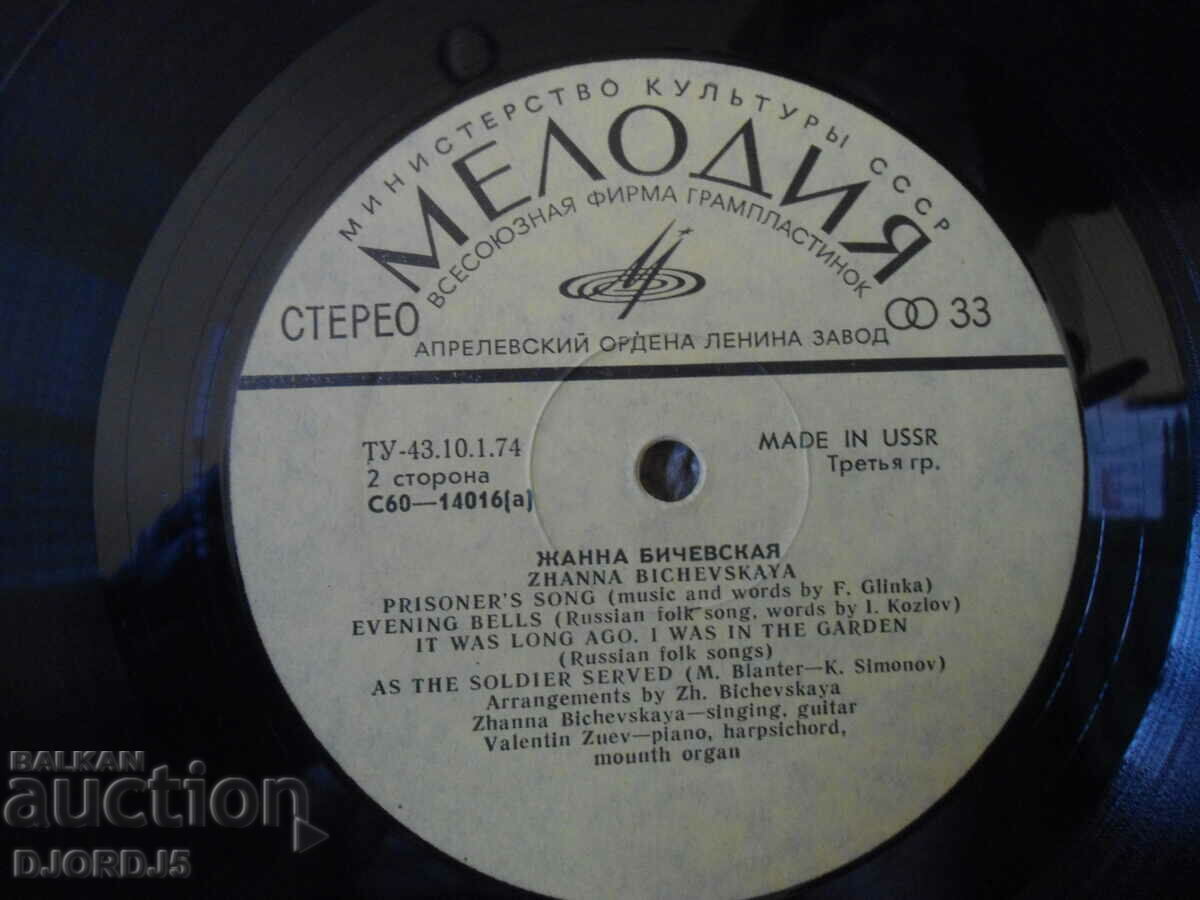 МИНИСТЕРСТВО КУЛЬТУРЫ СССР
МЕЛОДИЯ
ВСЕСОЮЗНАЯ ФИРМА ГРАМПЛАСТИНОК
СТЕРЕО
33
АПРЕЛЕВСКИЙ ОРДЕНА ЛЕНИНА ЗАВОД
ТУ-43.10.1.74
MADE IN USSR
2 сторона
Третья гр.
С60—14016(а)
ЖАННА БИЧЕВСКАЯ
ZHANNA BICHEVSKAYA
PRISONER'S SONG (music and words by F. Glinka)
EVENING BELLS (Russian folk song, words by I. Kozlov)
IT WAS LONG AGO. I WAS IN THE GARDEN
(Russian folk songs)
AS THE SOLDIER SERVED (M. Blanter—K. Simonov)
Arrangements by Zh. Bichevskaya
Zhanna Bichevskaya—singing, guitar
Valentin Zuev—piano, harpsichord,
mounth organ
BALKAN
auction
DJORD_J5